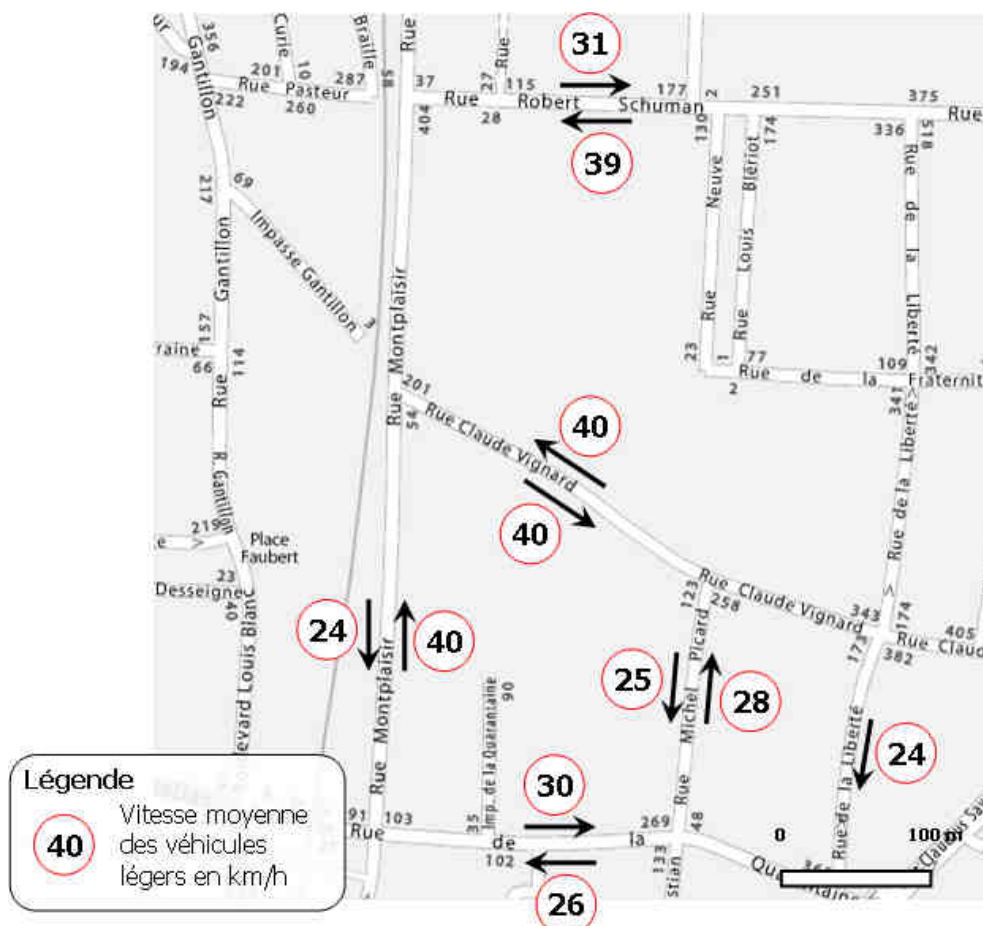 31
356
Gantillon
Curie
10
Braille
58
Rue
Rue
194
201
287
Rue Pasteur
222
260
37
27
115
177
2
251
375
Rue Robert Schuman
Rue
404
28
130
174
336
518
39
217
69
Impasse Gantillon
3
Rue Gantillon
157
raine
66
114
Rue Montplaisir
Rue Neuve
Rue Louis Blériot
Rue de la Liberté
23
1
77
109
342
2
Rue de la Fraternit
341
201
54
Rue Claude Vignard
40
40
R. Gantillon
219
e
Place
Faubert
23
Desseigne
40
Rue de la Liberté
Rue Claude Vignard
123
258
343
174
405
Rue Claud
173
382
24
40
Rue Montplaisir
25
28
Rue Michel Picard
90
Imp. de la Quarantaine
24
Rue de la Liberté
30
91
103
35
269
48
Rue de la
102
133
stian
26
0
100 m
Légende
40
Vitesse moyenne
des véhicules
légers en km/h